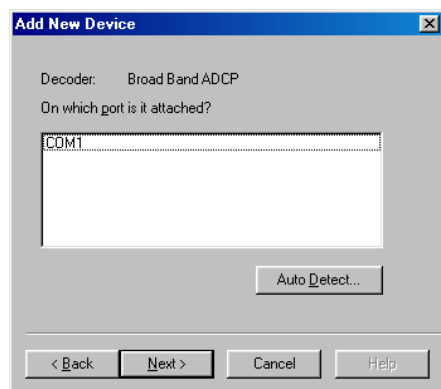 Add New Device
Decoder: Broad Band ADCP
On which port is it attached?
COM1
Auto Detect...
< Back Next > Cancel Help